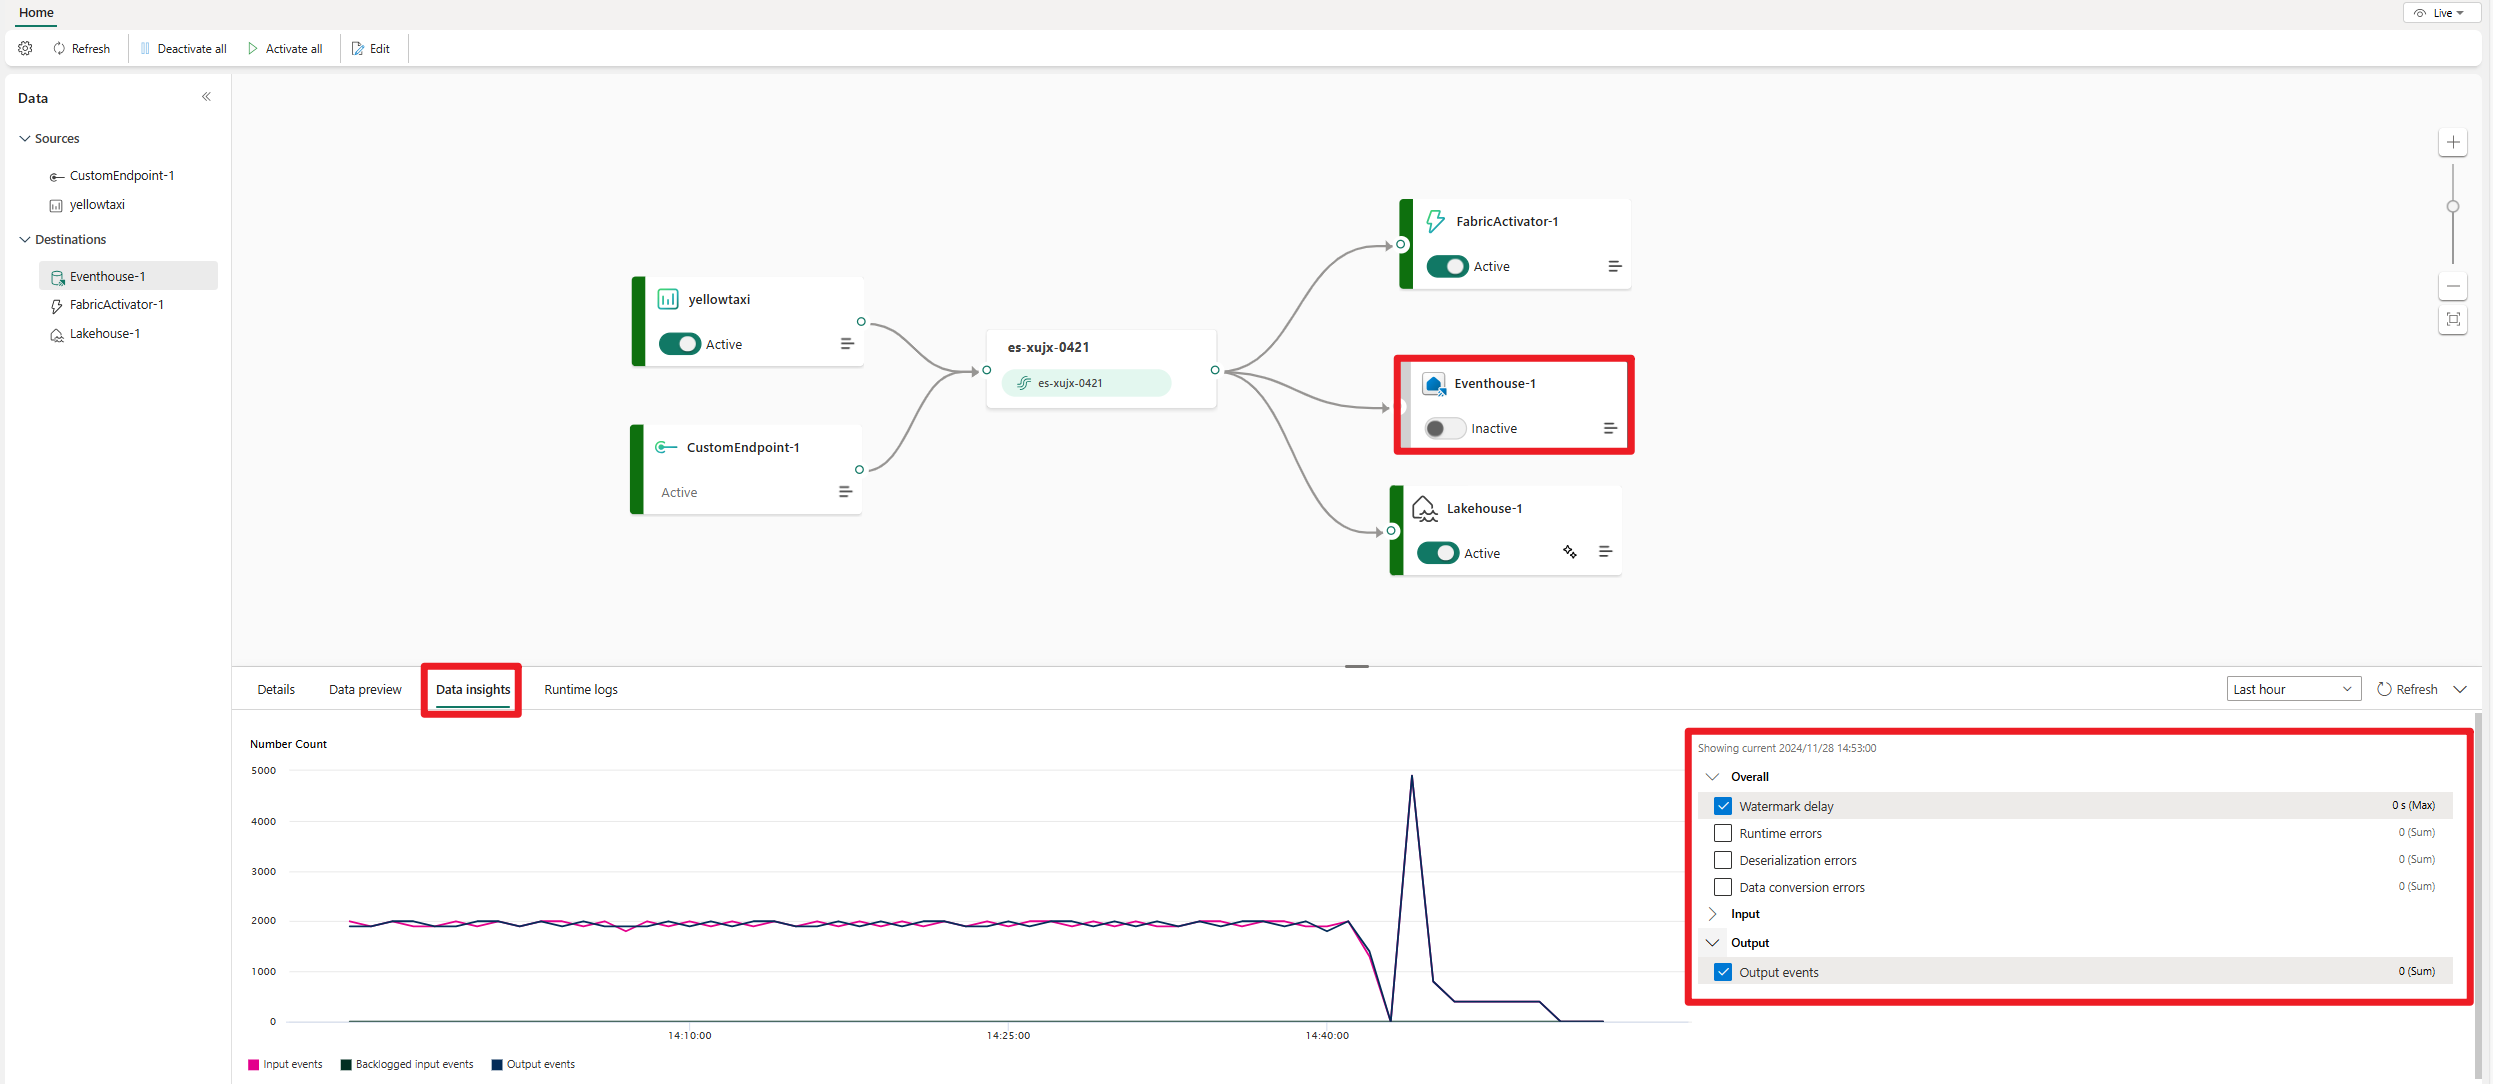 Home
Live
Refresh
Deactivate all
Activate all
Edit
Data
Sources
CustomEndpoint-1
yellowtaxi
Destinations
Eventhouse-1
FabricActivator-1
Lakehouse-1
yellowtaxi
Active
CustomEndpoint-1
Active
es-xujx-0421
es-xujx-0421
FabricActivator-1
Active
Eventhouse-1
Inactive
Lakehouse-1
Active
Details
Data preview
Data insights
Runtime logs
Last hour
Refresh
Number Count
5000
4000
3000
2000
1000
0
14:10:00
14:25:00
14:40:00
Input events
Backlogged input events
Output events
Showing current 2024/11/28 14:53:00
Overall
Watermark delay 0 s (Max)
Runtime errors 0 (Sum)
Deserialization errors 0 (Sum)
Data conversion errors 0 (Sum)
Input
Output
Output events 0 (Sum)